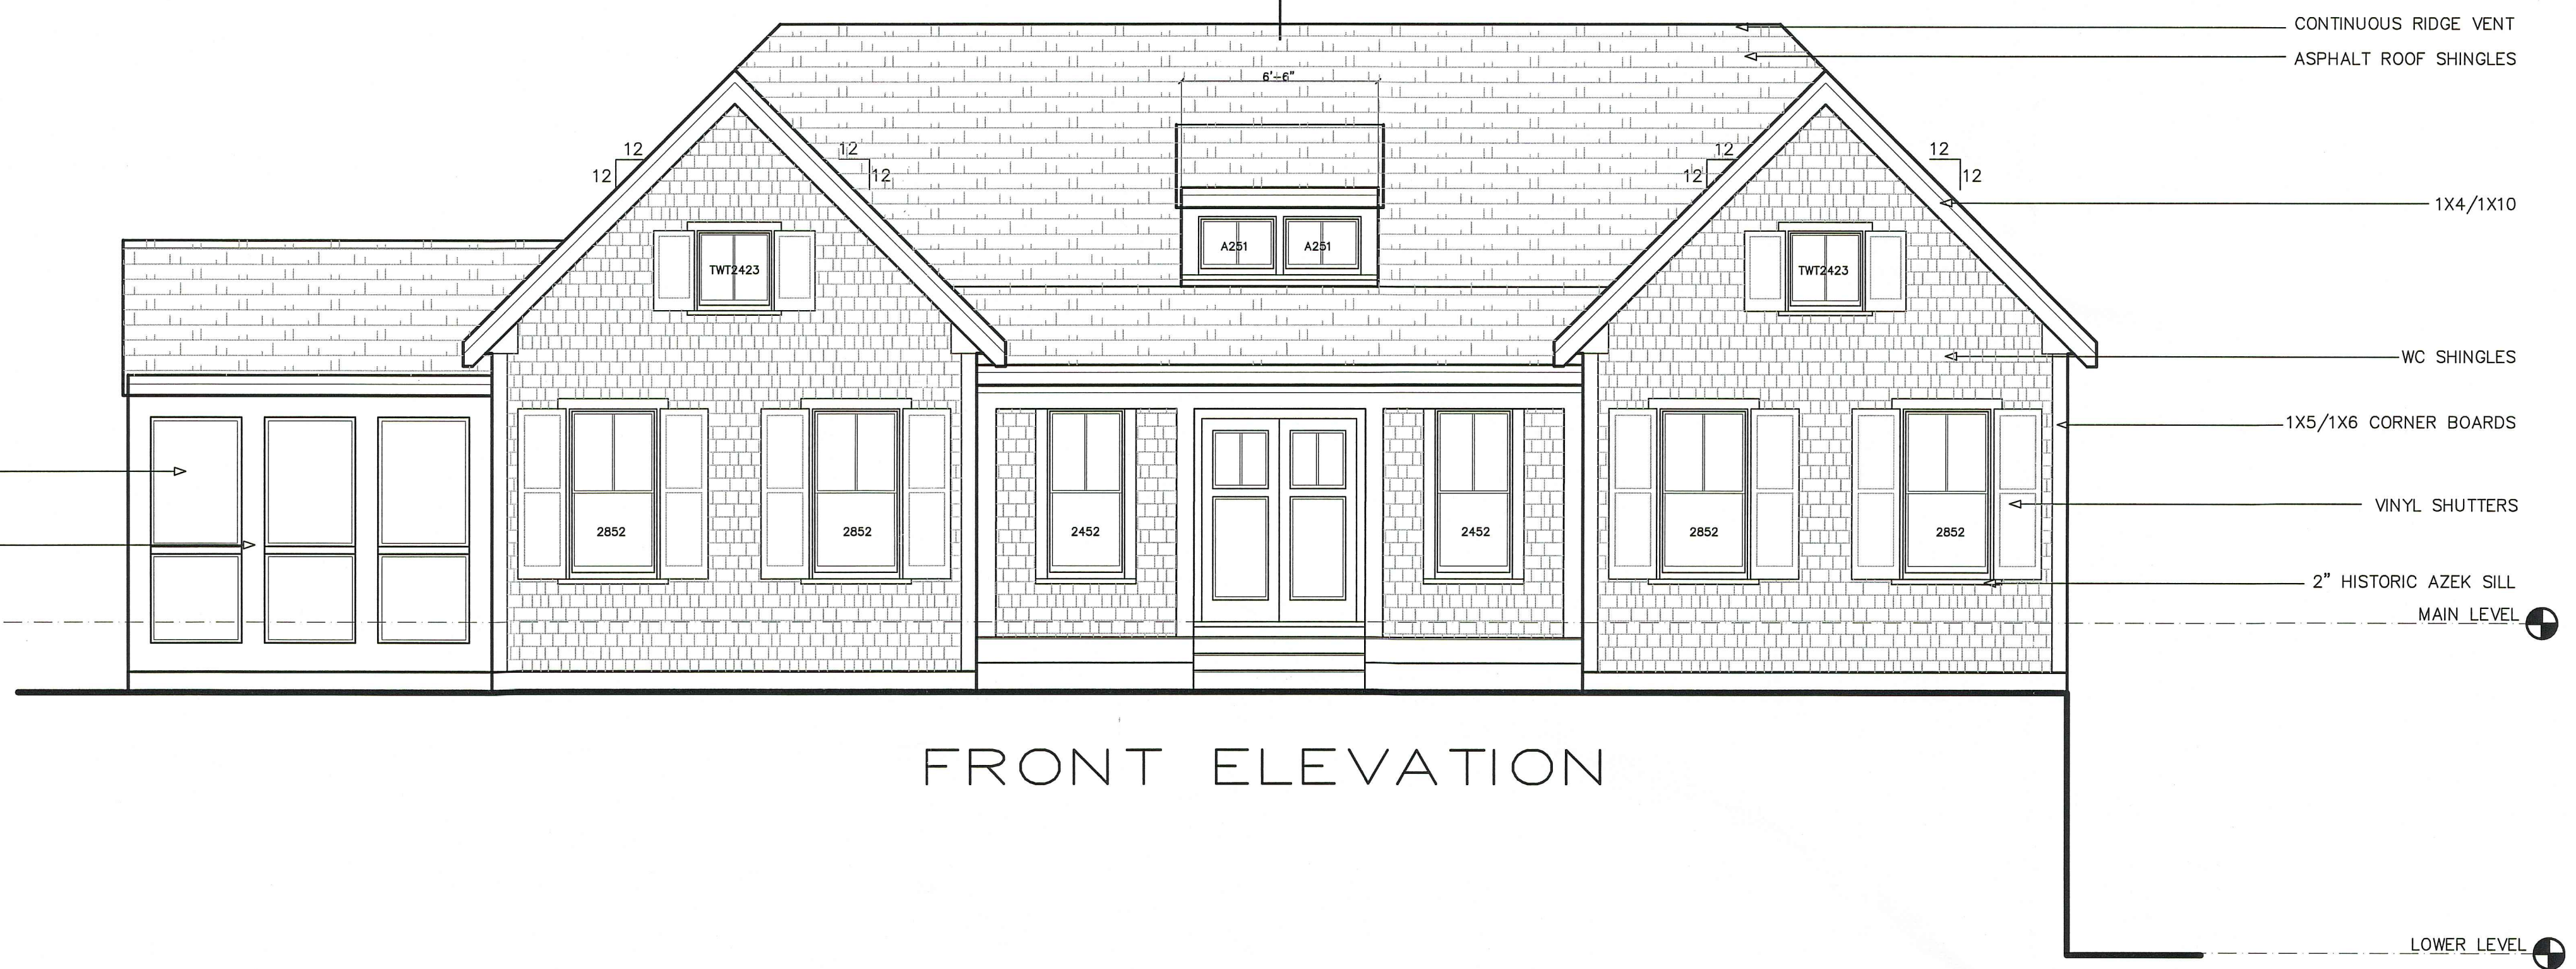 CONTINUOUS RIDGE VENT
ASPHALT ROOF SHINGLES
6'-6"
12
12
12
12
12
12
12
12
1X4/1X10
A251
A251
TWT2423
TWT2423
WC SHINGLES
1X5/1X6 CORNER BOARDS
VINYL SHUTTERS
2852
2852
2452
2452
2852
2852
2" HISTORIC AZEK SILL
MAIN LEVEL
FRONT ELEVATION
LOWER LEVEL